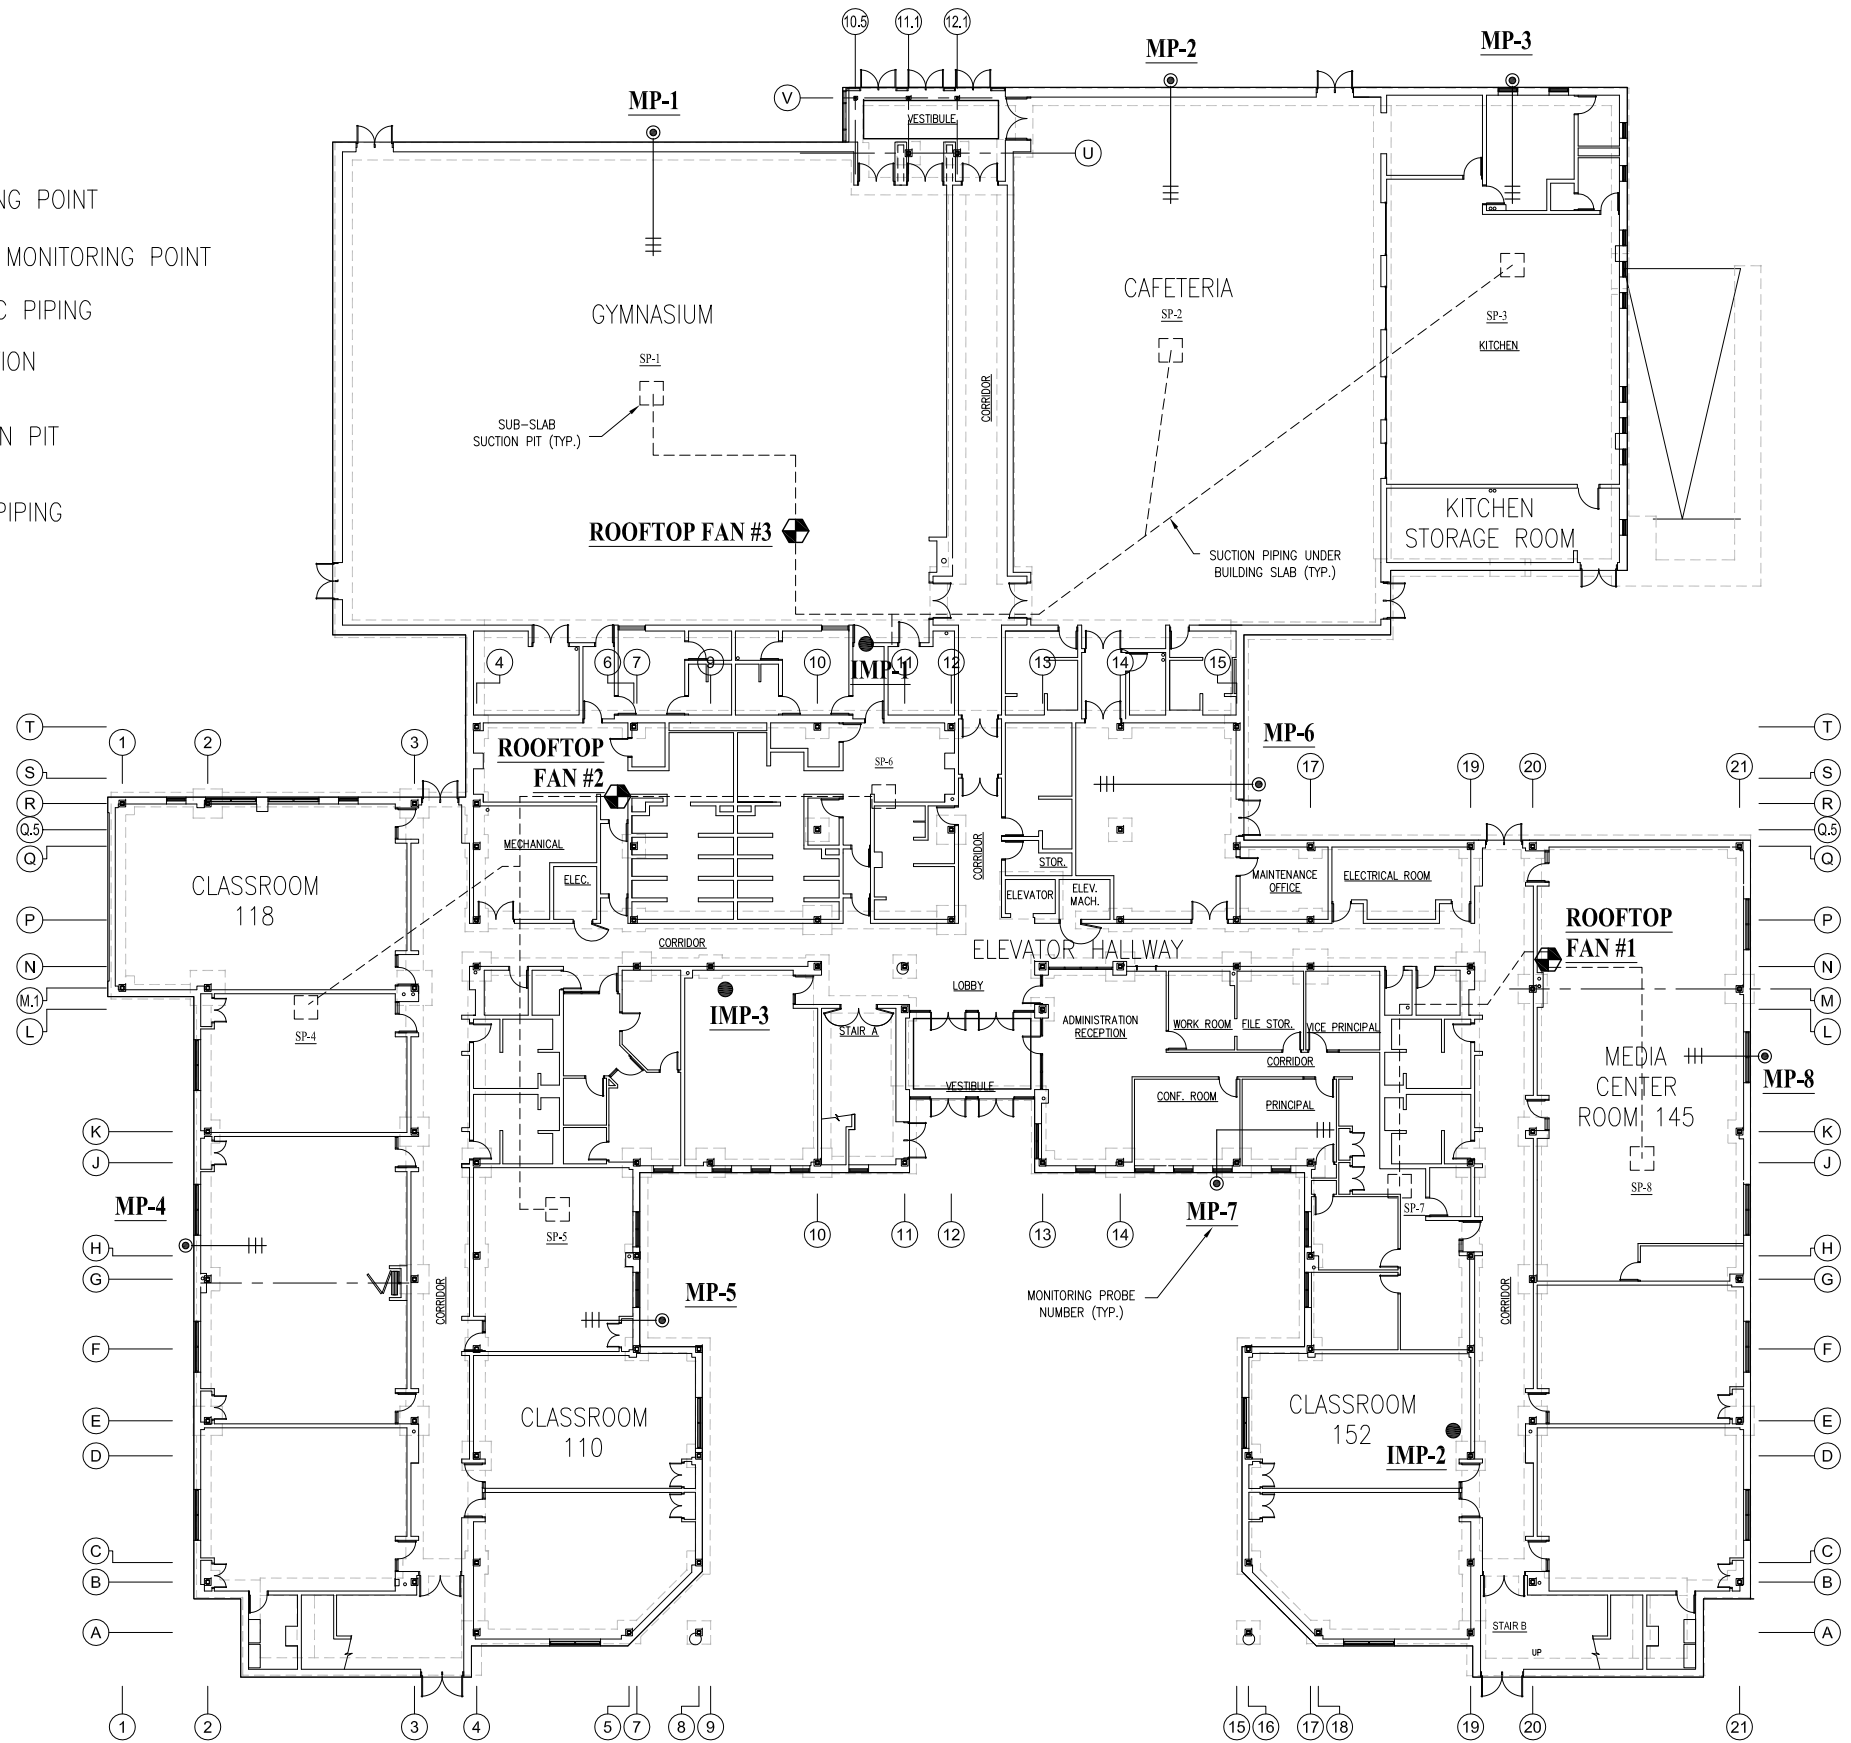 10.5
11.1
12.1
MP-2
MP-3
MP-1
V
VESTIBULE
U
NG POINT
MONITORING POINT
C PIPING
ION
N PIT
PIPING
GYMNASIUM
SP-1
SUB-SLAB
SUCTION PIT (TYP.)
CORRIDOR
CAFETERIA
SP-2
SP-3
KITCHEN
KITCHEN
STORAGE ROOM
ROOFTOP FAN #3
SUCTION PIPING UNDER
BUILDING SLAB (TYP.)
4
6
7
9
10
IMP-1
11
12
13
14
15
T
S
R
Q.5
Q
P
N
M.1
L
1
2
3
ROOFTOP
FAN #2
SP-6
MP-6
17
19
20
21
T
S
R
Q.5
Q
P
N
M
L
MECHANICAL
ELEC.
CORRIDOR
STOR.
ELEVATOR
ELEV.
MACH.
MAINTENANCE
OFFICE
ELECTRICAL ROOM
CLASSROOM
118
CORRIDOR
ELEVATOR HALLWAY
ROOFTOP
FAN #1
LOBBY
IMP-3
STAIR A
ADMINISTRATION
RECEPTION
WORK ROOM
FILE STOR.
VICE PRINCIPAL
CORRIDOR
SP-4
VESTIBULE
CONF. ROOM
PRINCIPAL
MEDIA
CENTER
ROOM 145
MP-8
K
J
H
G
F
E
D
C
B
A
MP-4
SP-5
10
11
12
13
14
MP-7
SP-7
SP-8
K
J
H
G
F
E
D
C
B
A
CORRIDOR
MP-5
MONITORING PROBE
NUMBER (TYP.)
CORRIDOR
CLASSROOM
110
CLASSROOM
152
IMP-2
STAIR B
UP
1
2
3
4
5
7
8
9
15
16
17
18
19
20
21